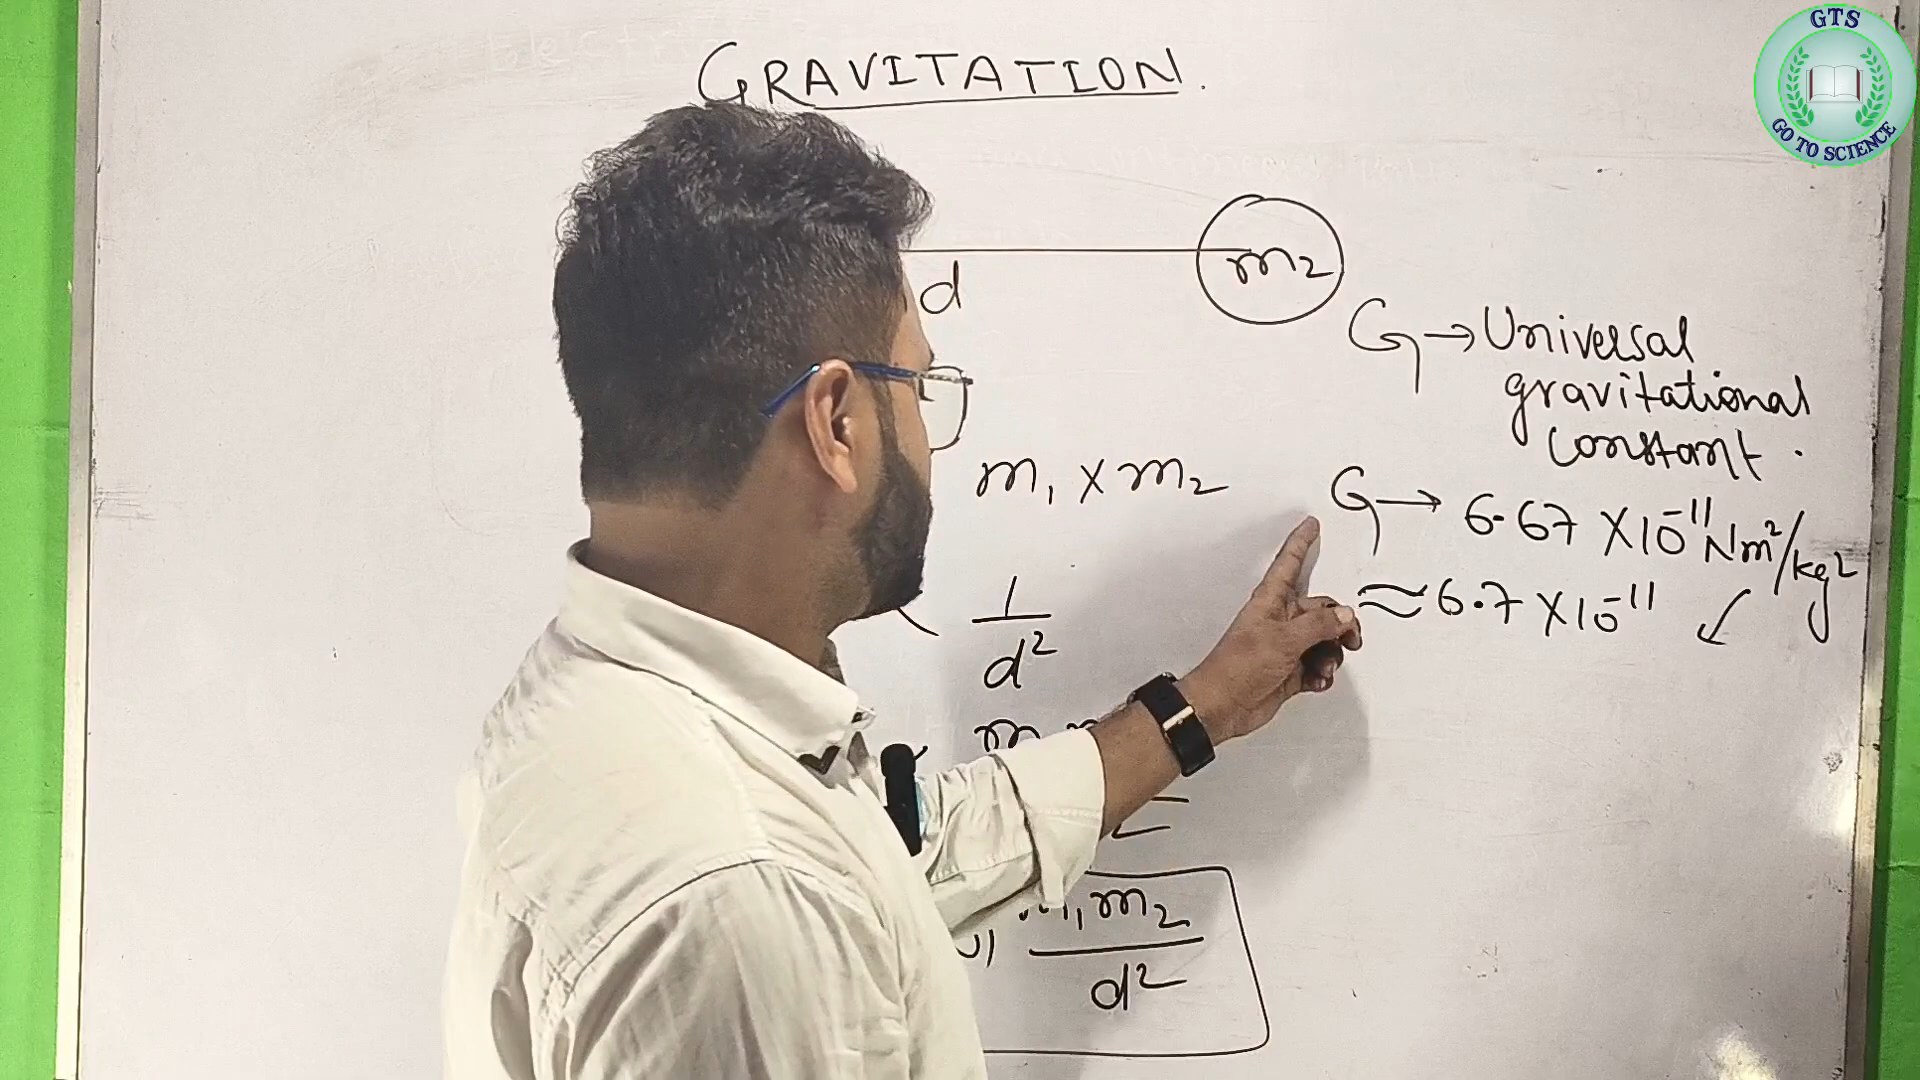 GRAVITATION.
GTS
GO TO SCIENCE
m2
d
G → Universal
gravitational
constant.
m1 × m2
G → 6.67 × 10⁻¹¹ Nm²/kg²
≈ 6.7 × 10⁻¹¹
1
d²
m1m2
d²